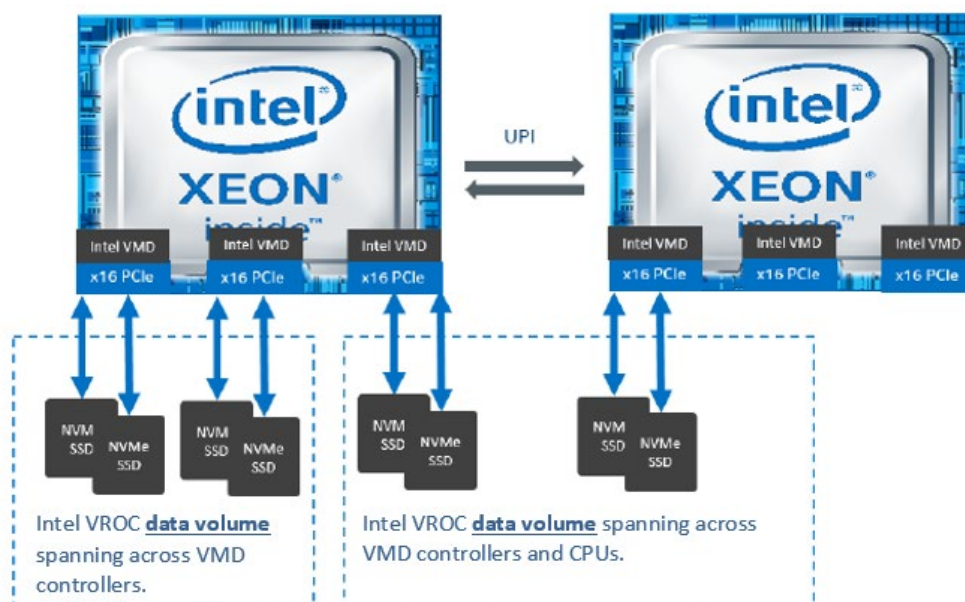 intel
XEON®
inside™
UPI
intel
XEON®
inside™
Intel VMD
Intel VMD
Intel VMD
Intel VMD
Intel VMD
Intel VMD
x16 PCIe
x16 PCIe
x16 PCIe
x16 PCIe
x16 PCIe
x16 PCIe
NVM
SSD
NVMe
SSD
NVM
SSD
NVMe
SSD
NVM
SSD
NVMe
SSD
NVM
SSD
NVMe
SSD
Intel VROC data volume
spanning across VMD
controllers.
Intel VROC data volume spanning across
VMD controllers and CPUs.